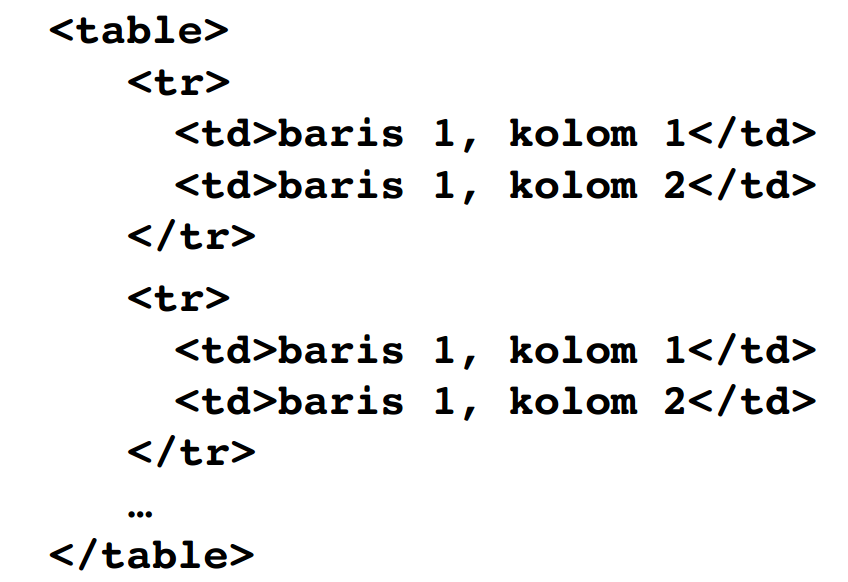 <table>
<tr>
<td>baris 1, kolom 1</td>
<td>baris 1, kolom 2</td>
</tr>
<tr>
<td>baris 1, kolom 1</td>
<td>baris 1, kolom 2</td>
</tr>
…
</table>